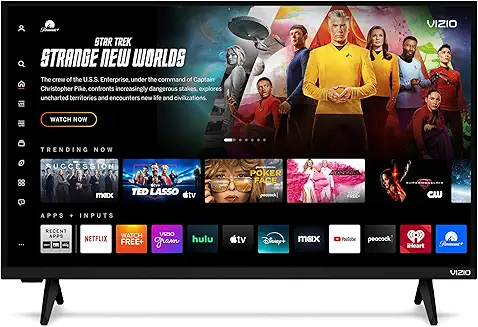 Paramount+
VIZIO
STAR TREK
STRANGE NEW WORLDS
The crew of the U.S.S. Enterprise, under the command of Captain
Christopher Pike, confronts increasingly dangerous stakes, explores
uncharted territories and encounters new life and civilizations.
WATCH NOW
TRENDING NOW
SUCCESSION
max
TED LASSO
tv
POKER
FACE
peacock
Paramount+
CW
APPS + INPUTS
RECENT
APPS
NETFLIX
WATCH
FREE+
VIZIO
gram
hulu
tv
Disney+
max
YouTube
peacock
iHeart
Paramount+
VIZIO